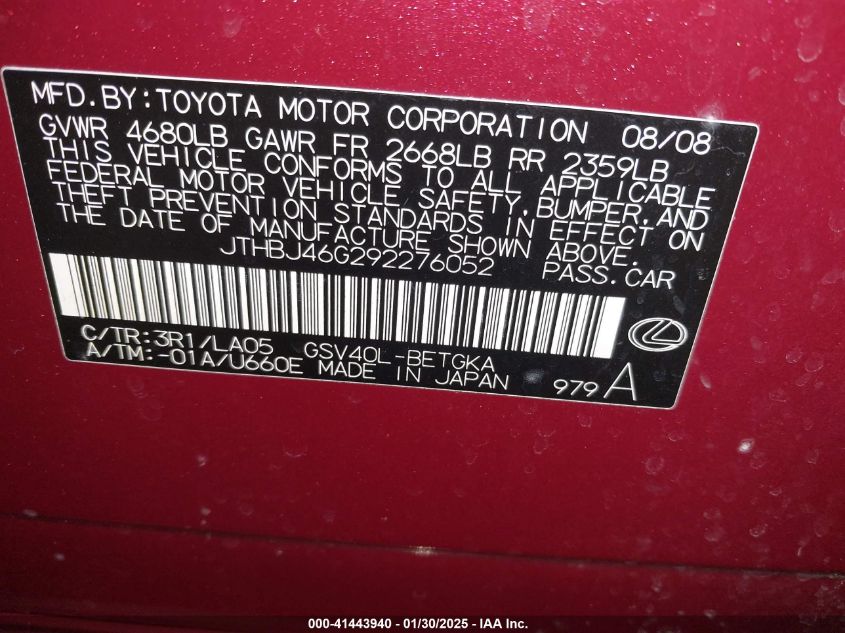 MFD.BY:TOYOTA MOTOR CORPORATION 08/08
GVWR 4680LB GAWR FR 2668LB RR 2359LB
THIS VEHICLE CONFORMS TO ALL APPLICABLE
FEDERAL MOTOR VEHICLE SAFETY,BUMPER,AND
THEFT PREVENTION STANDARDS IN EFFECT ON
THE DATE OF MANUFACTURE SHOWN ABOVE.
JTHBJ46G292276052 PASS.CAR
C/TR:3R1/LA05 GSV40L-BETGKA
A/TM:-01A/U660E MADE IN JAPAN 979 A
000-41443940 - 01/30/2025 - IAA Inc.